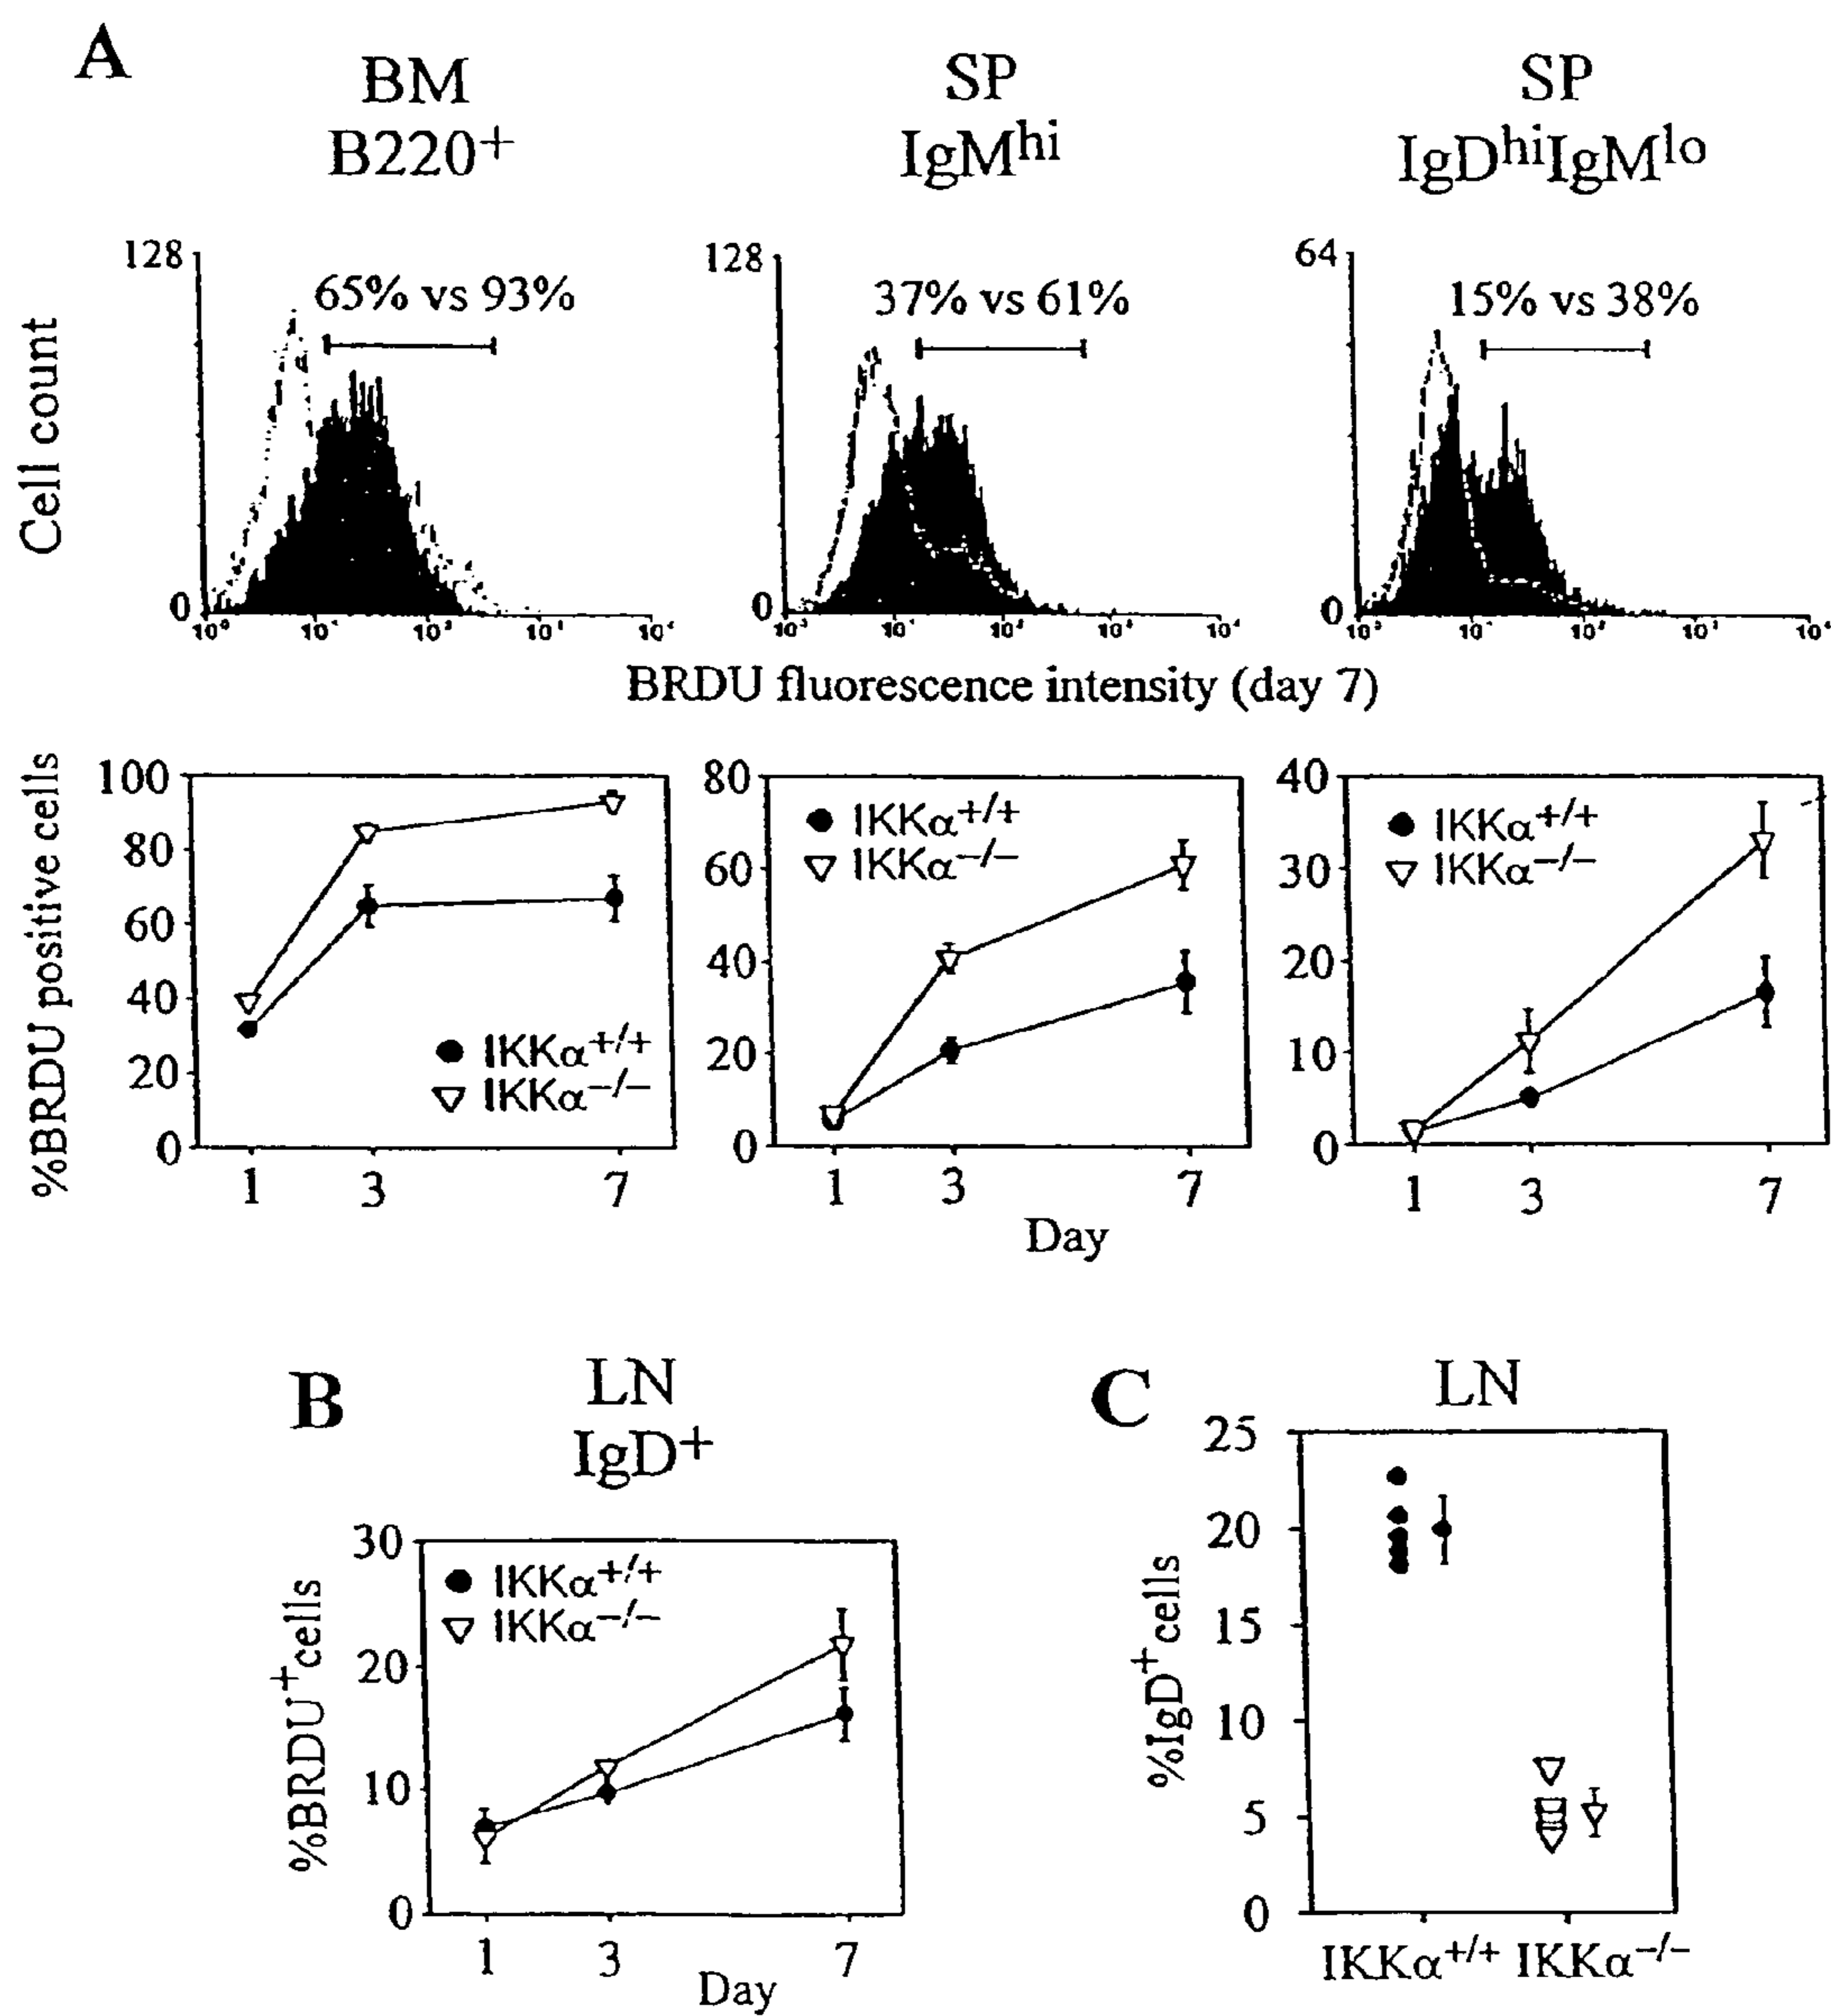 A
BM
B220+
SP
IgMhi
SP
IgDhiIgMlo
Cell count
128
0
65% vs 93%
128
0
37% vs 61%
64
0
15% vs 38%
BRDU fluorescence intensity (day 7)
%BRDU positive cells
100
80
60
40
20
0
IKKα+/+
IKKα−/−
1 3 7
80
60
40
20
0
IKKα+/+
IKKα−/−
1 3 7
40
30
20
10
0
IKKα+/+
IKKα−/−
1 3 7
Day
B
LN
IgD+
%BRDU+cells
30
20
10
0
IKKα+/+
IKKα−/−
1 3 7
Day
C
LN
%IgD+cells
25
20
15
10
5
0
IKKα+/+ IKKα−/−